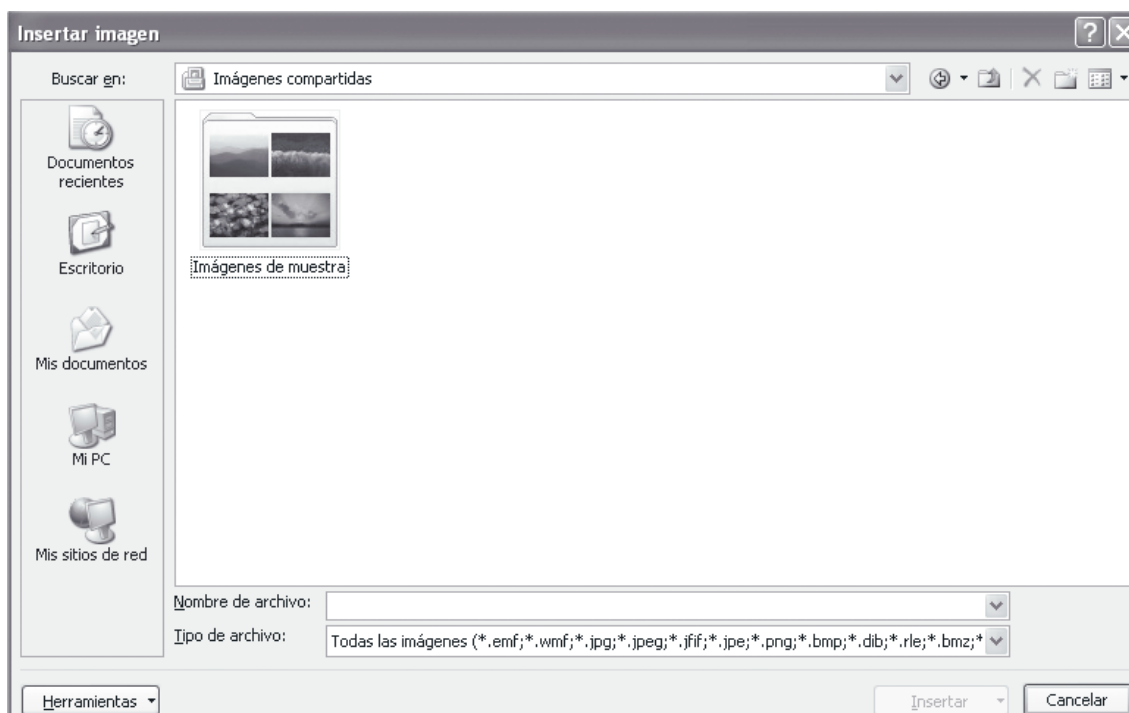 Insertar imagen
Buscar en:
Imágenes compartidas
Documentos
recientes
Escritorio
Mis documentos
Mi PC
Mis sitios de red
Imágenes de muestra
Nombre de archivo:
Tipo de archivo:
Todas las imágenes (*.emf;*.wmf;*.jpg;*.jpeg;*.jfif;*.jpe;*.png;*.bmp;*.dib;*.rle;*.bmz;*
Herramientas
Insertar
Cancelar